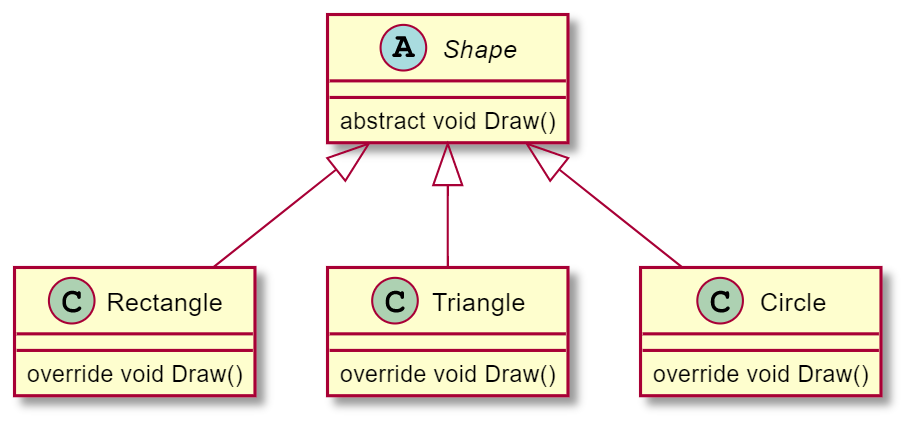 A Shape
abstract void Draw()
C Rectangle
C Triangle
C Circle
override void Draw()
override void Draw()
override void Draw()